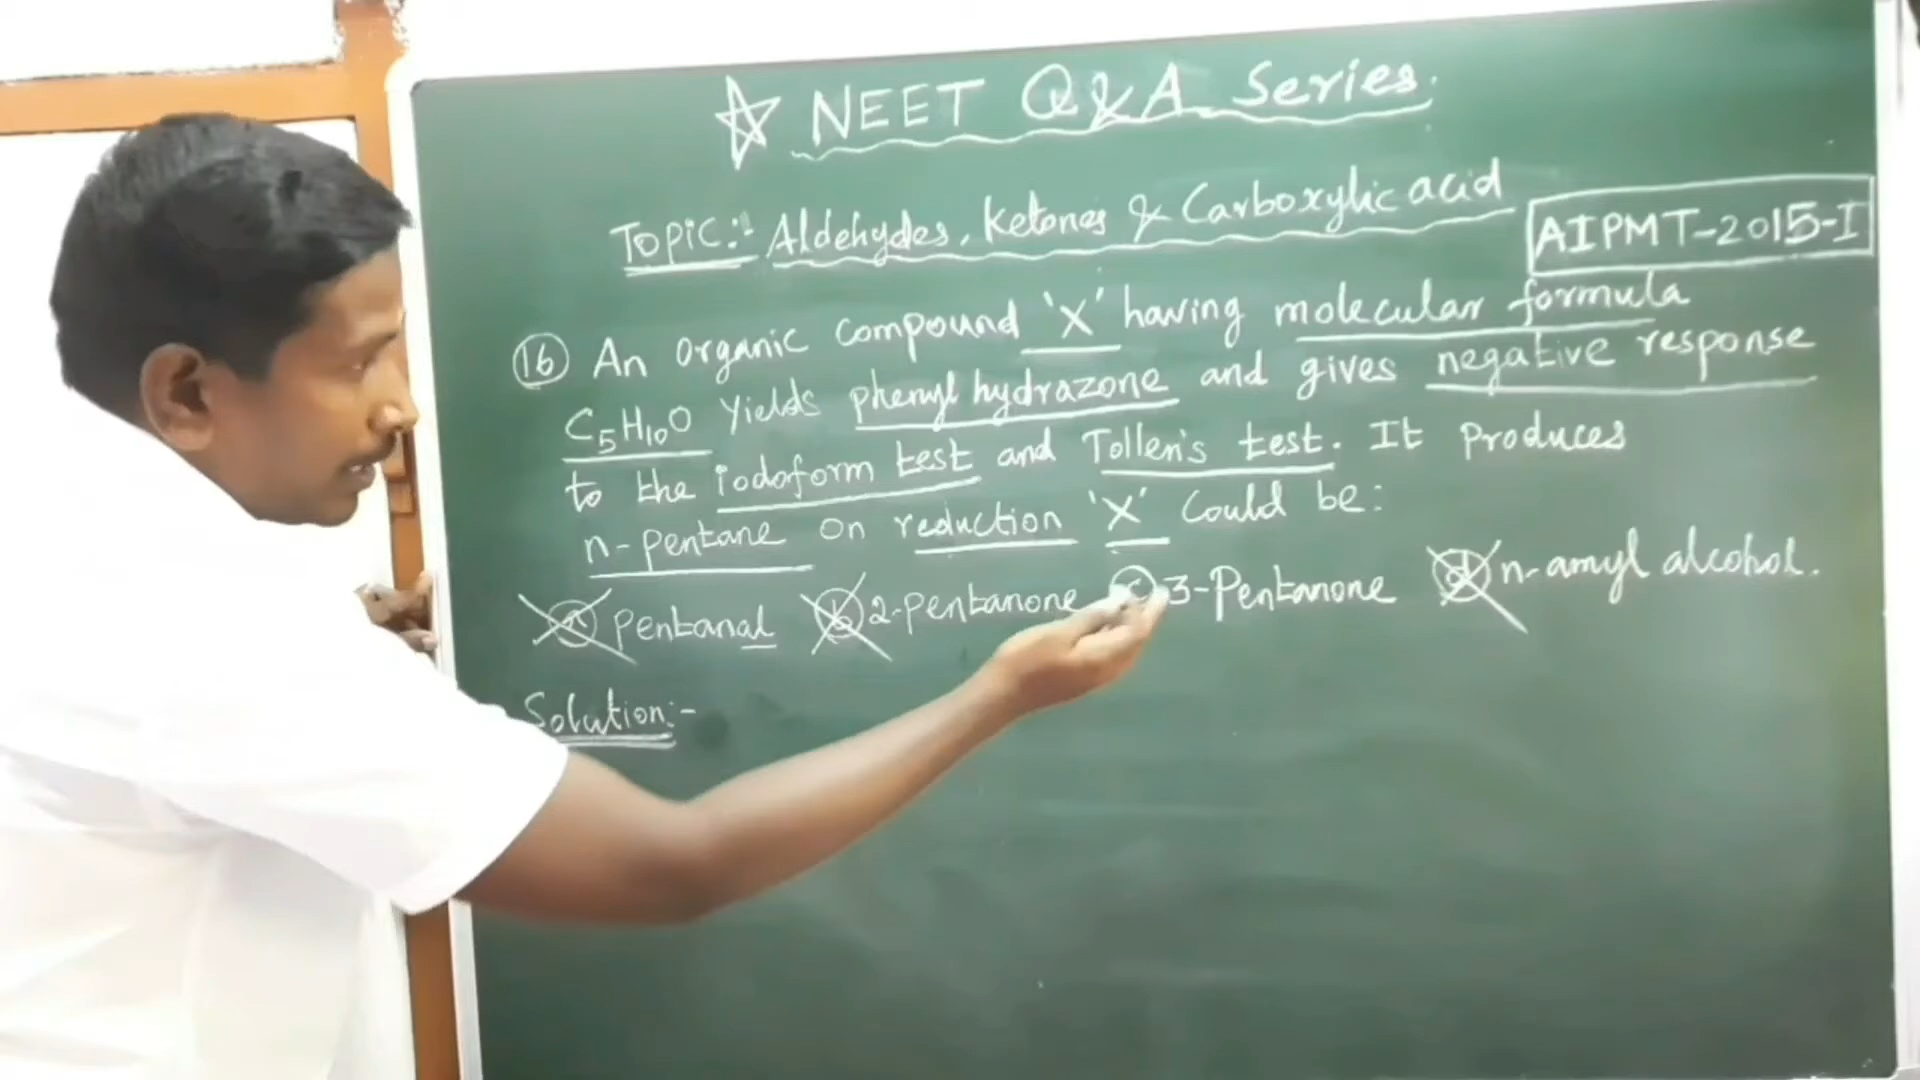 ☆ NEET Q&A Series.
Topic:- Aldehydes, Ketones & Carboxylic acid
AIPMT-2015-I
16 An organic compound 'X' having molecular formula
C5H10O yields phenyl hydrazone and gives negative response
to the iodoform test and Tollen's test. It produces
n-pentane on reduction 'X' could be:
a pentanal b 2-pentanone c 3-Pentanone d n-amyl alcohol.
Solution:-